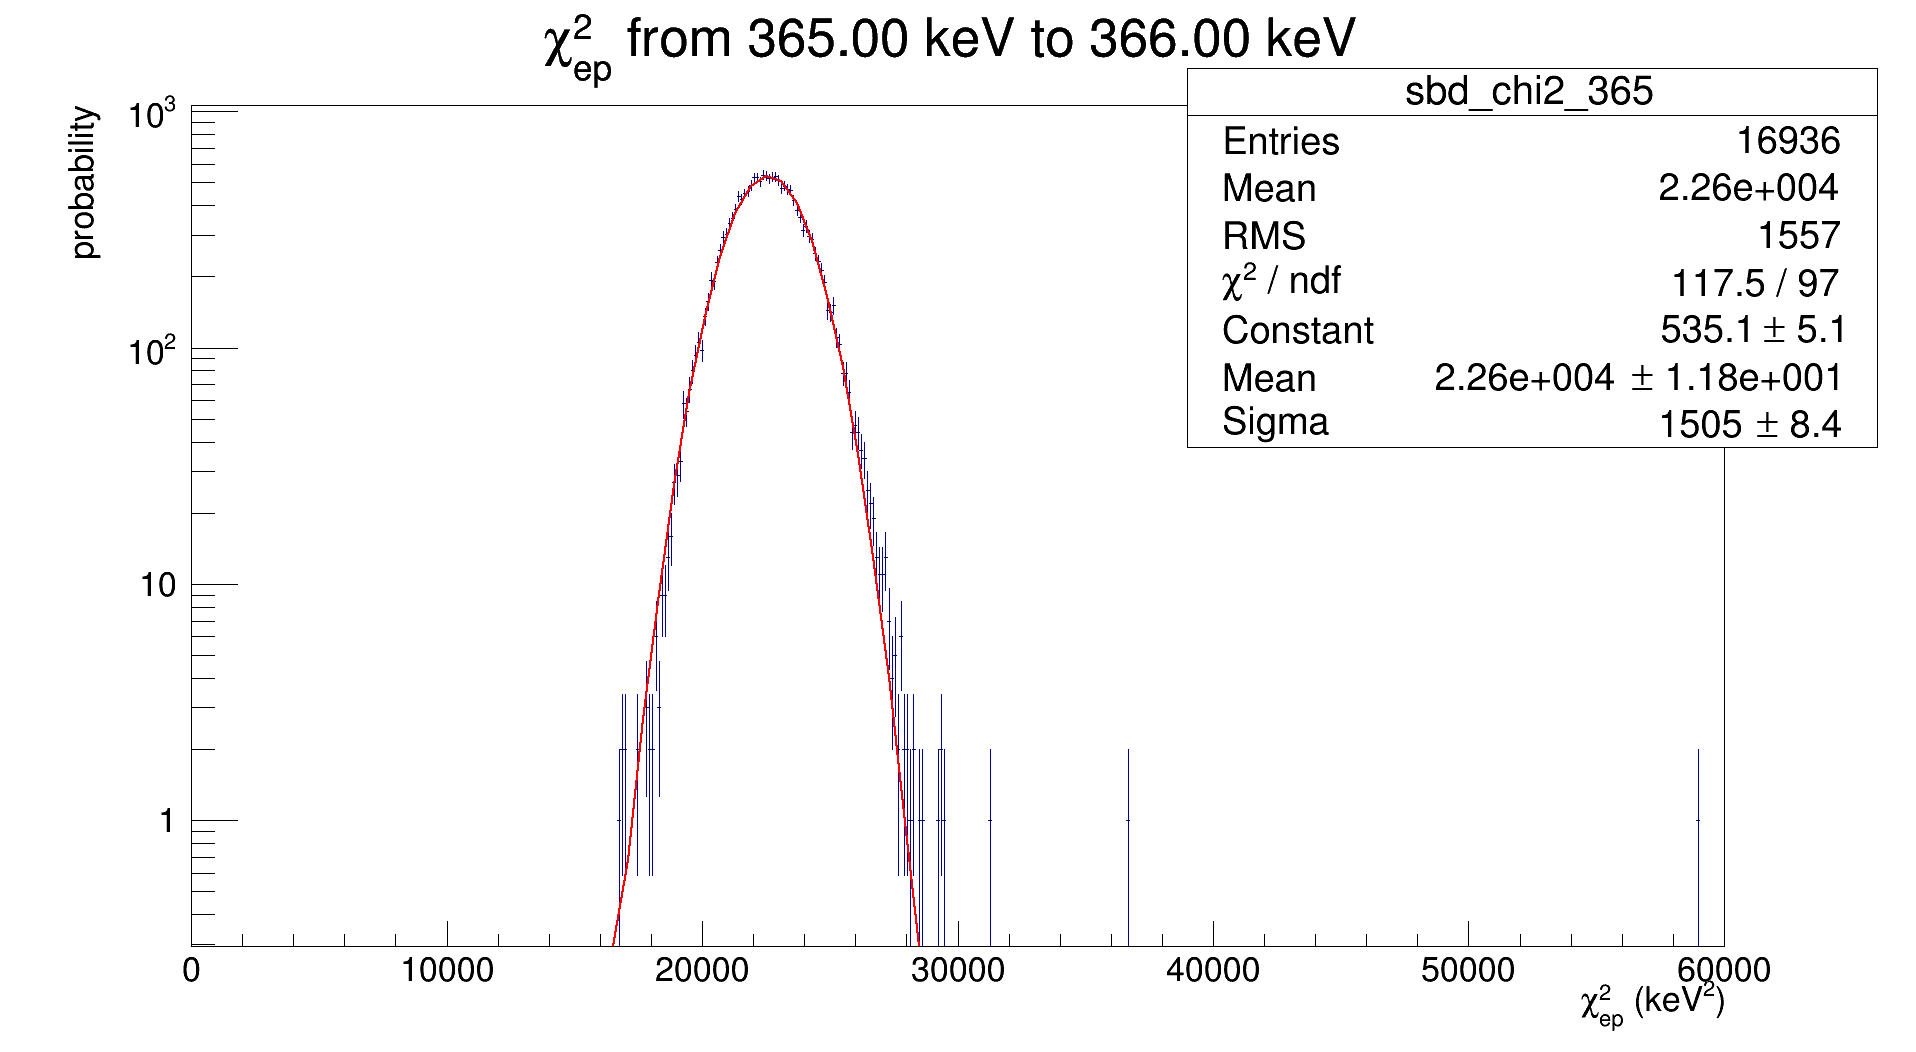 χ²ep from 365.00 keV to 366.00 keV
sbd_chi2_365
Entries 16936
Mean 2.26e+004
RMS 1557
χ² / ndf 117.5 / 97
Constant 535.1 ± 5.1
Mean 2.26e+004 ± 1.18e+001
Sigma 1505 ± 8.4
probability
10³
10²
10
1
0 10000 20000 30000 40000 50000 60000
χ²ep (keV²)